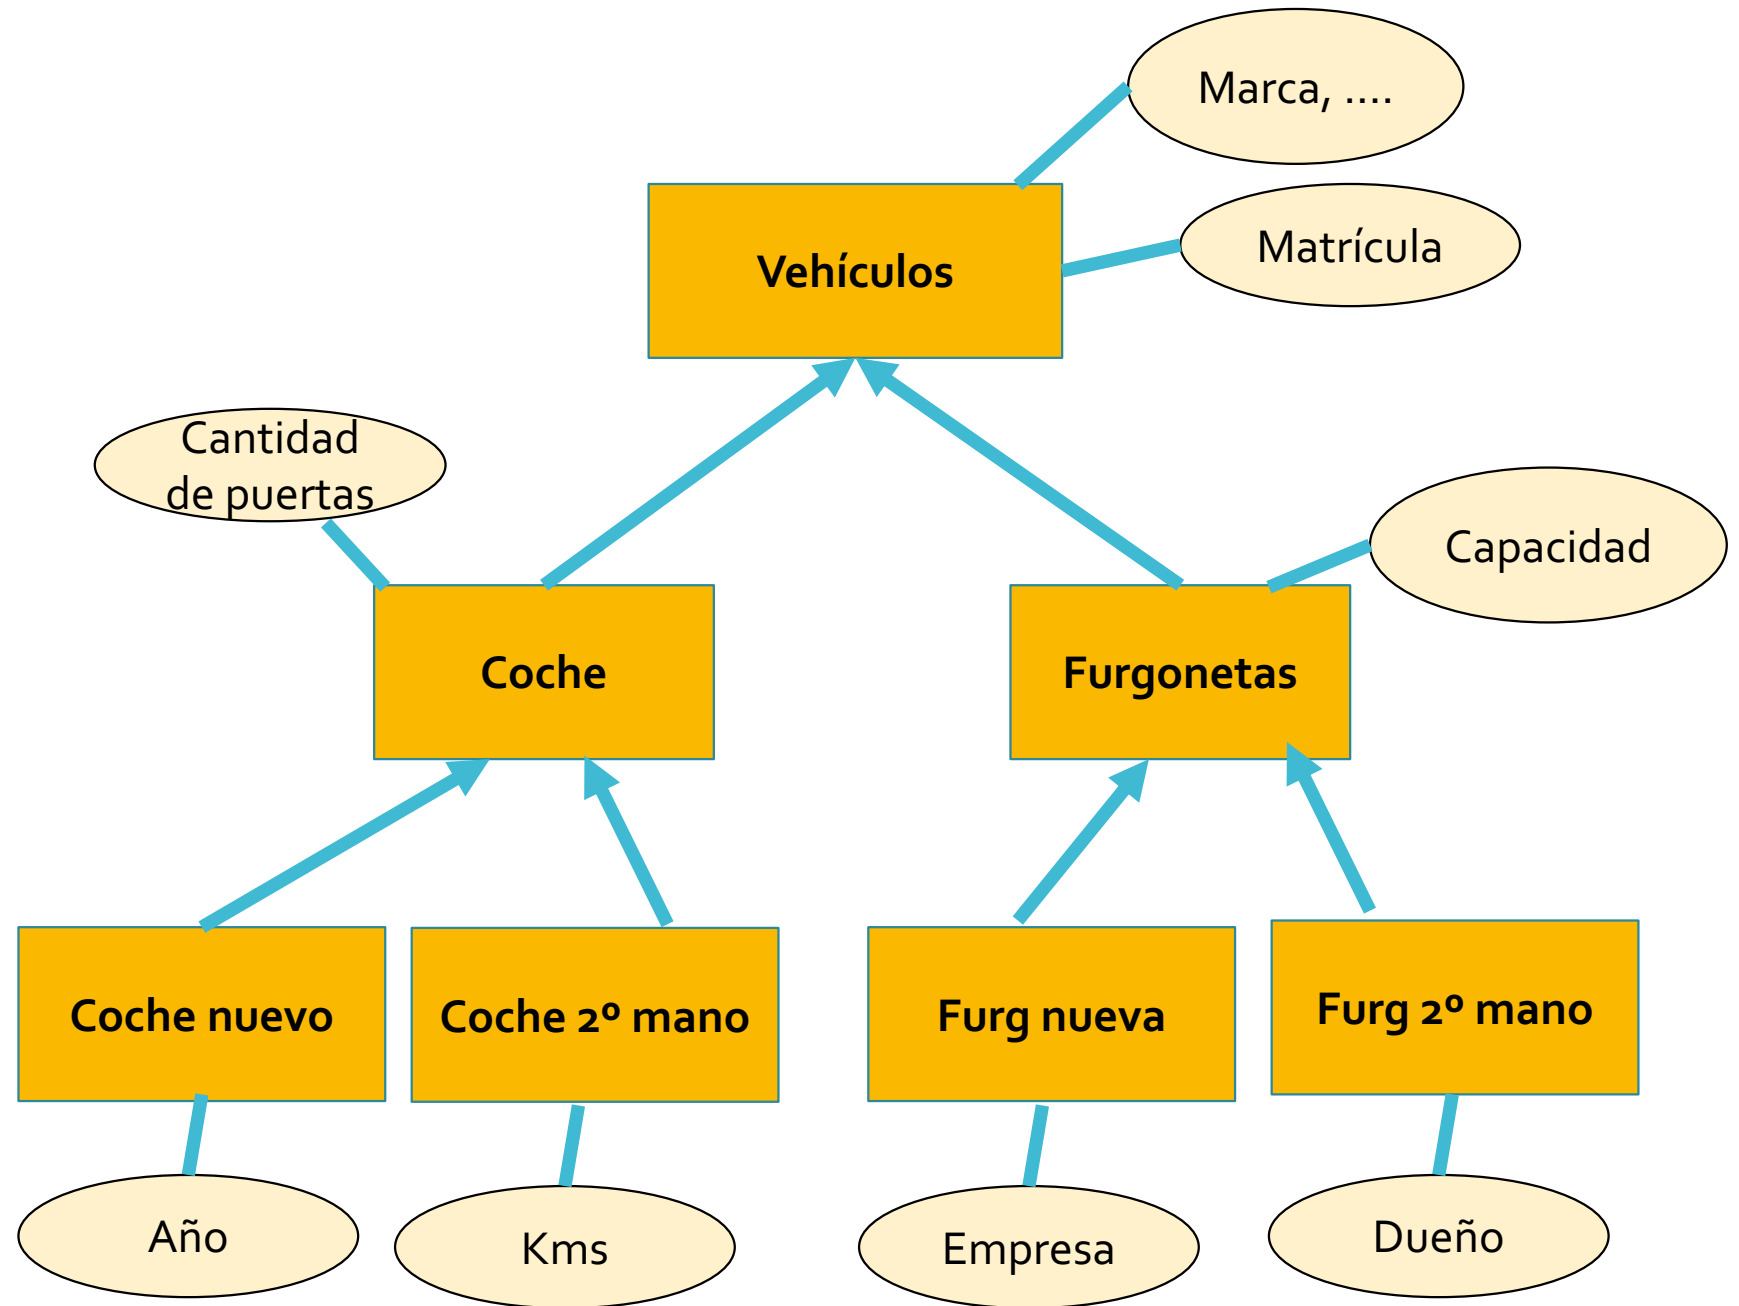 Marca, ....
Vehículos
Matrícula
Cantidad
de puertas
Capacidad
Coche
Furgonetas
Coche nuevo
Coche 2º mano
Furg nueva
Furg 2º mano
Año
Kms
Empresa
Dueño